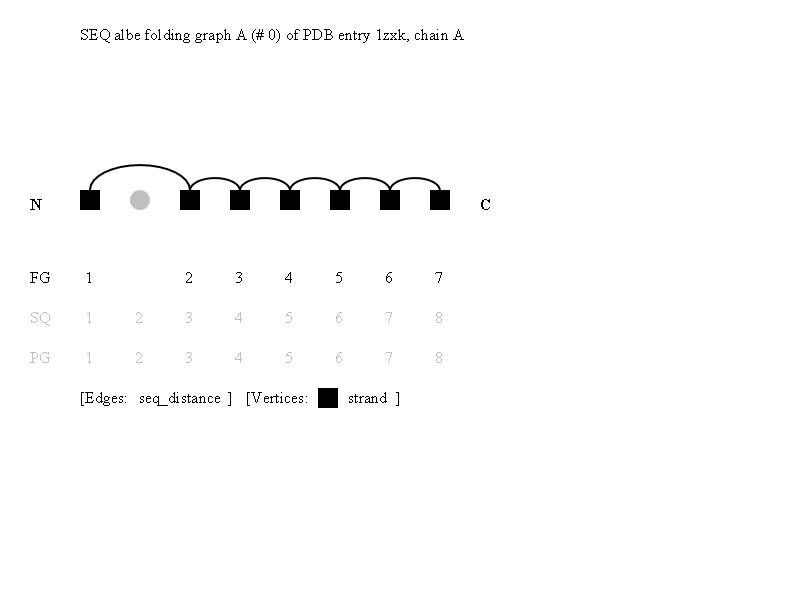 SEQ albe folding graph A (# 0) of PDB entry 1zxk, chain A
N C
FG 1 2 3 4 5 6 7
SQ 1 2 3 4 5 6 7 8
PG 1 2 3 4 5 6 7 8
[Edges: seq_distance ] [Vertices: strand ]